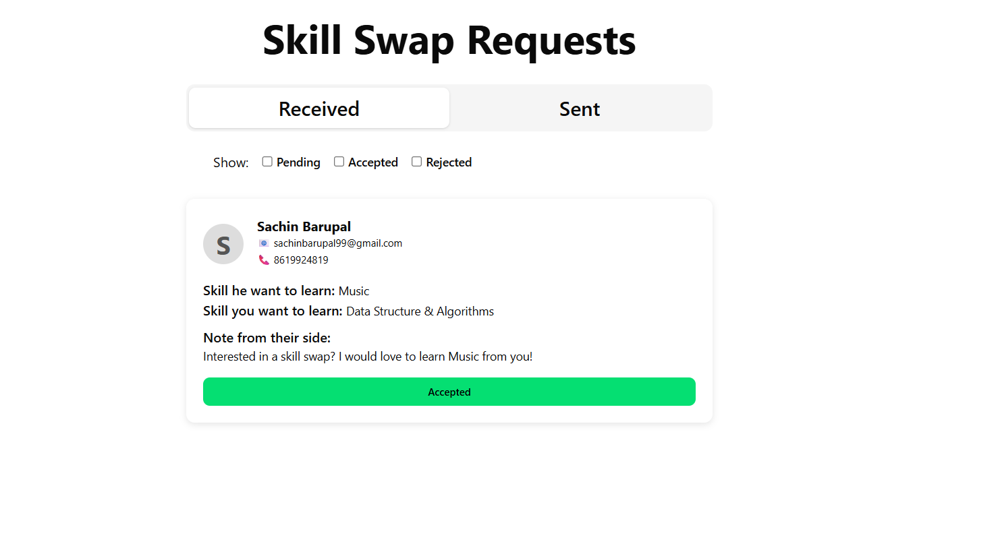 Skill Swap Requests
Received Sent
Show: Pending Accepted Rejected
S
Sachin Barupal
sachinbarupal99@gmail.com
8619924819
Skill he want to learn: Music
Skill you want to learn: Data Structure & Algorithms
Note from their side:
Interested in a skill swap? I would love to learn Music from you!
Accepted